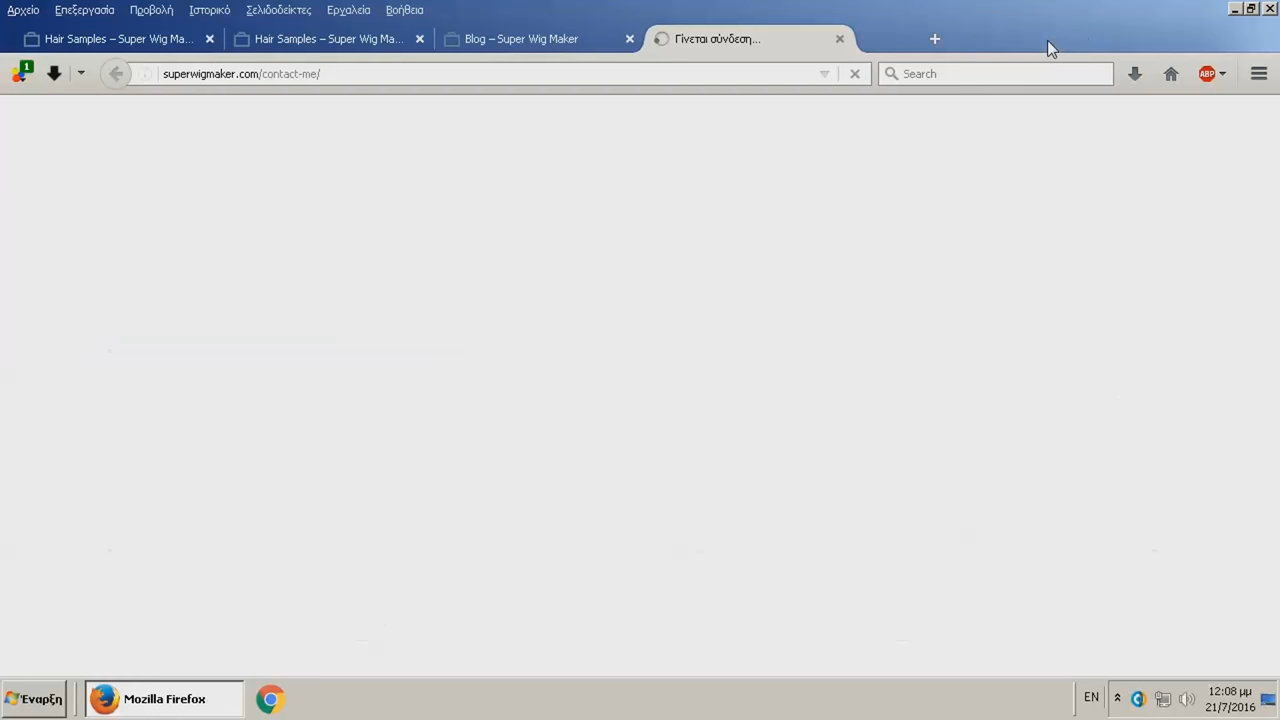 Αρχείο Επεξεργασία Προβολή Ιστορικό Σελιδοδείκτες Εργαλεία Βοήθεια
Hair Samples – Super Wig Ma... Hair Samples – Super Wig Ma... Blog – Super Wig Maker Γίνεται σύνδεση...
1 superwigmaker.com/contact-me/ Search ABP
Έναρξη Mozilla Firefox EN 12:08 μμ
21/7/2016